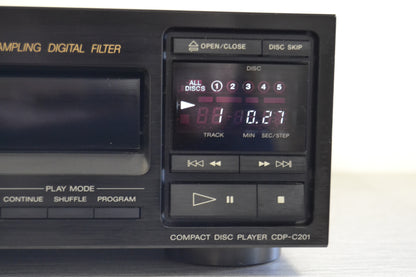 AMPLING DIGITAL FILTER
OPEN/CLOSE DISC SKIP
DISC
ALL DISCS 1 2 3 4 5
1 0.27
TRACK MIN SEC/STEP
PLAY MODE
CONTINUE SHUFFLE PROGRAM
COMPACT DISC PLAYER CDP-C201